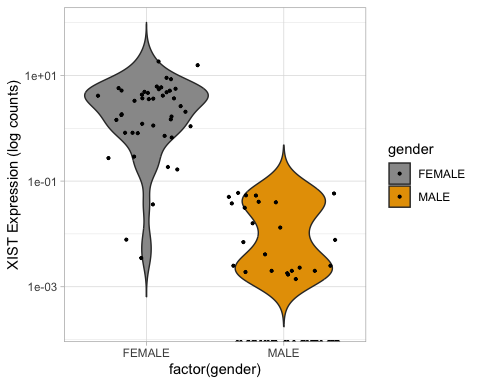 XIST Expression (log counts)
1e+01
1e-01
1e-03
FEMALE
MALE
factor(gender)
gender
FEMALE
MALE